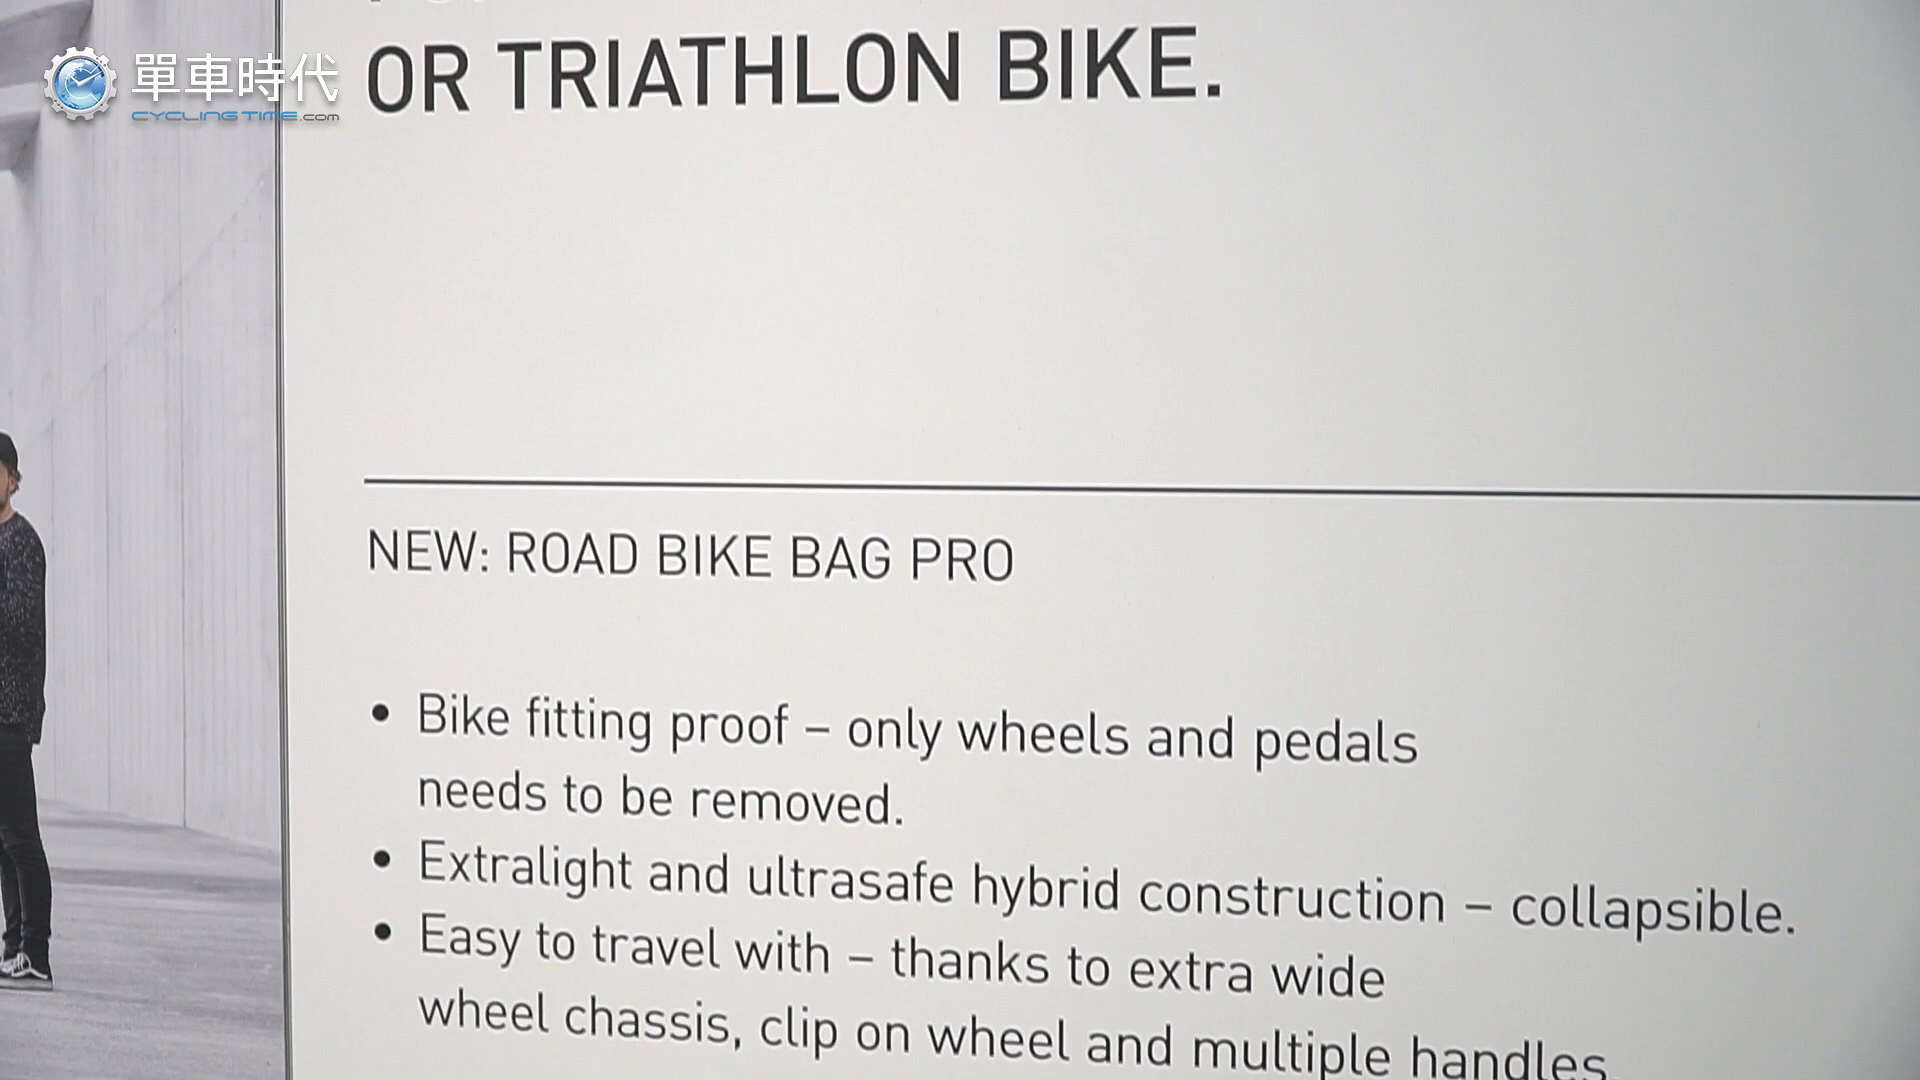 單車時代
CYCLINGTIME.com
OR TRIATHLON BIKE.
NEW: ROAD BIKE BAG PRO
• Bike fitting proof – only wheels and pedals
needs to be removed.
• Extralight and ultrasafe hybrid construction – collapsible.
• Easy to travel with – thanks to extra wide
wheel chassis, clip on wheel and multiple handles.